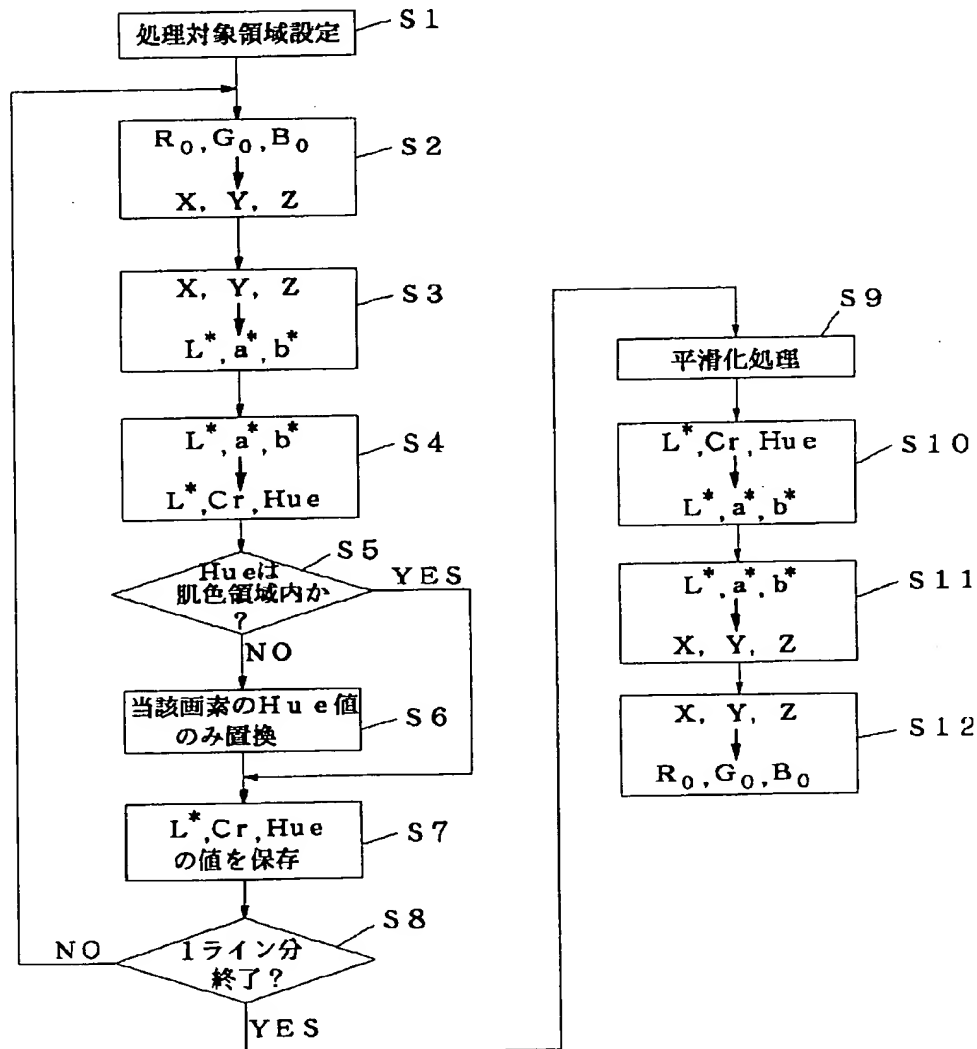 処理対象領域設定
S1
R₀,G₀,B₀
X, Y, Z
S2
X, Y, Z
L*,a*,b*
S3
L*,a*,b*
L*,Cr,Hue
S4
Hueは
肌色領域内か
?
S5
YES
NO
当該画素のHue値
のみ置換
S6
L*,Cr,Hue
の値を保存
S7
1ライン分
終了?
S8
NO
YES
平滑化処理
S9
L*,Cr,Hue
L*,a*,b*
S10
L*,a*,b*
X, Y, Z
S11
X, Y, Z
R₀,G₀,B₀
S12